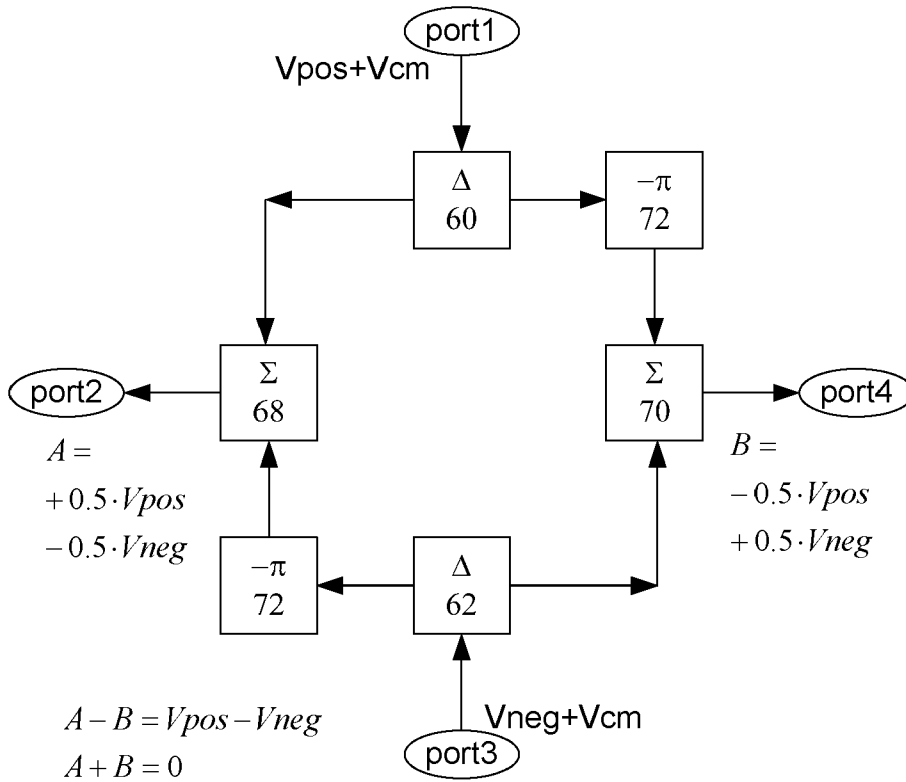 port1
Vpos+Vcm
Δ
60
−π
72
Σ
68
Σ
70
port2
port4
A =
+ 0.5 · Vpos
− 0.5 · Vneg
B =
− 0.5 · Vpos
+ 0.5 · Vneg
−π
72
Δ
62
A − B = Vpos − Vneg
A + B = 0
Vneg+Vcm
port3